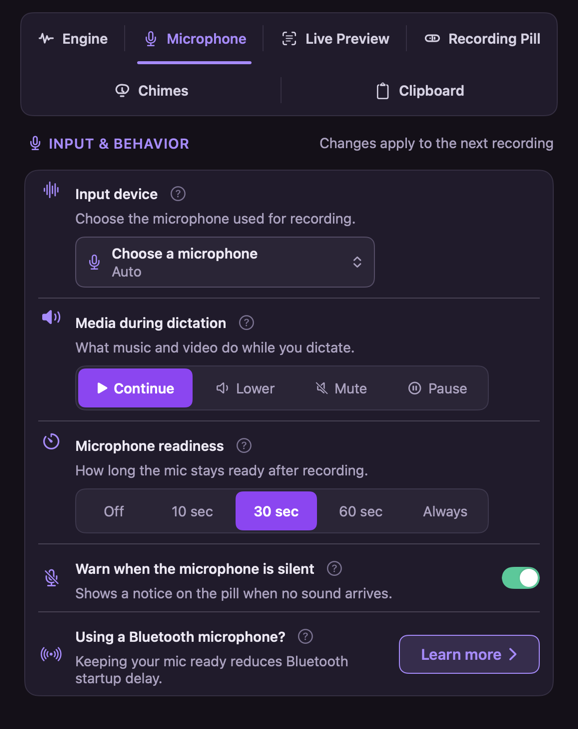 Engine
Microphone
Live Preview
Recording Pill
Chimes
Clipboard
INPUT & BEHAVIOR
Changes apply to the next recording
Input device ?
Choose the microphone used for recording.
Choose a microphone
Auto
Media during dictation ?
What music and video do while you dictate.
Continue
Lower
Mute
Pause
Microphone readiness ?
How long the mic stays ready after recording.
Off
10 sec
30 sec
60 sec
Always
Warn when the microphone is silent ?
Shows a notice on the pill when no sound arrives.
Using a Bluetooth microphone? ?
Keeping your mic ready reduces Bluetooth
startup delay.
Learn more